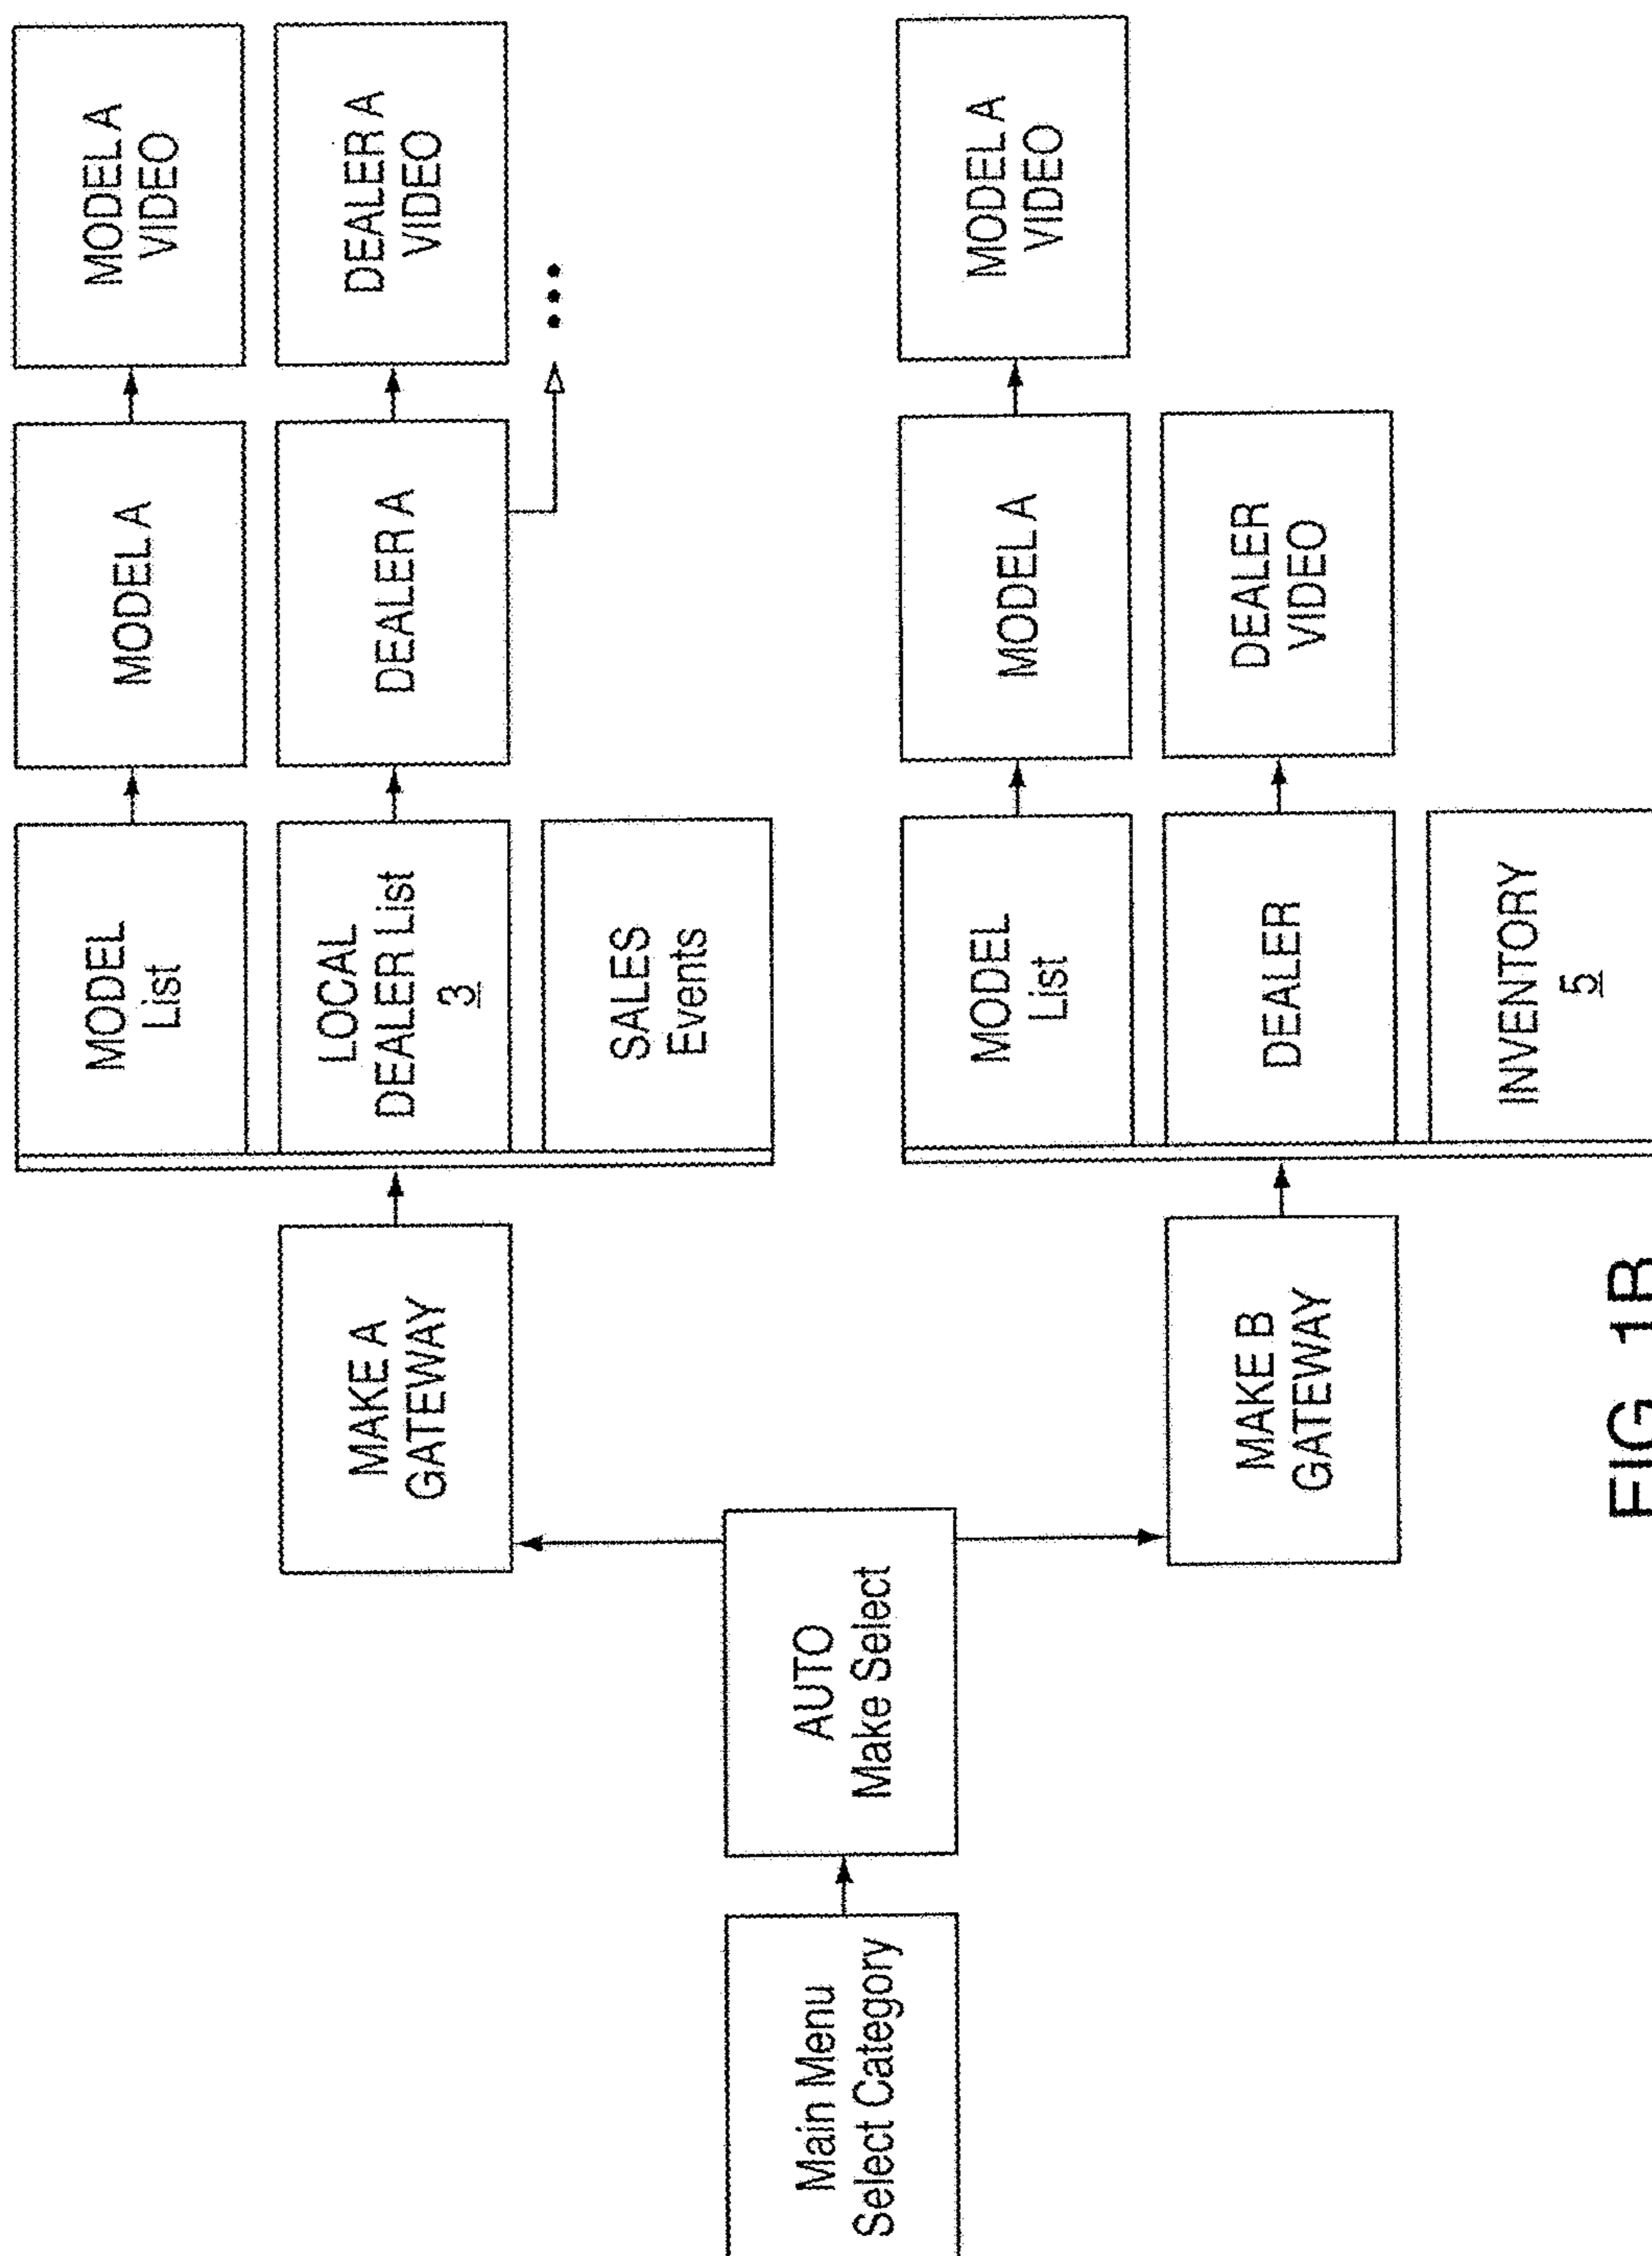 Main Menu
Select Category
AUTO
Make Select
MAKE A
GATEWAY
MODEL
List
MODEL A
MODEL A
VIDEO
LOCAL
DEALER List
3
DEALER A
DEALER A
VIDEO
SALES
Events
MAKE B
GATEWAY
MODEL
List
MODEL A
MODEL A
VIDEO
DEALER
DEALER
VIDEO
INVENTORY
5
FIG. 1B